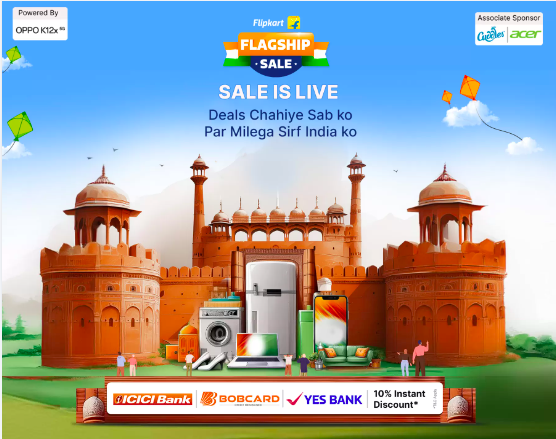 Powered By
OPPO K12x 5G
Flipkart
FLAGSHIP
SALE
Associate Sponsor
Cuddles acer
SALE IS LIVE
Deals Chahiye Sab ko
Par Milega Sirf India ko
ICICI Bank BOBCARD YES BANK 10% Instant
Discount*